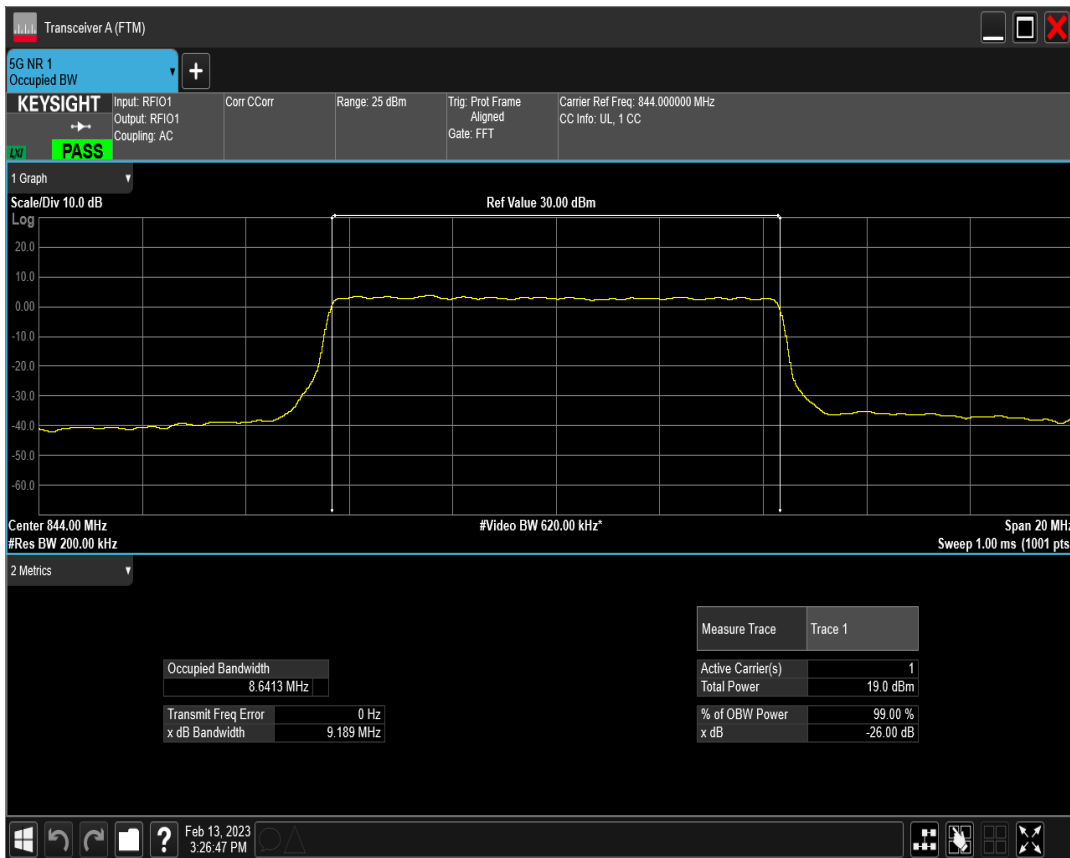 Transceiver A (FTM)
5G NR 1
Occupied BW
+
KEYSIGHT
LXI
PASS
Input: RFIO1
Output: RFIO1
Coupling: AC
Corr CCorr
Range: 25 dBm
Trig: Prot Frame
Aligned
Gate: FFT
Carrier Ref Freq: 844.000000 MHz
CC Info: UL, 1 CC
1 Graph
Scale/Div 10.0 dB
Ref Value 30.00 dBm
Log
20.0
10.0
0.00
-10.0
-20.0
-30.0
-40.0
-50.0
-60.0
Center 844.00 MHz
#Video BW 620.00 kHz*
Span 20 MHz
#Res BW 200.00 kHz
Sweep 1.00 ms (1001 pts
2 Metrics
Measure Trace Trace 1
Occupied Bandwidth
8.6413 MHz
Active Carrier(s) 1
Total Power 19.0 dBm
Transmit Freq Error 0 Hz
x dB Bandwidth 9.189 MHz
% of OBW Power 99.00 %
x dB -26.00 dB
?
Feb 13, 2023
3:26:47 PM